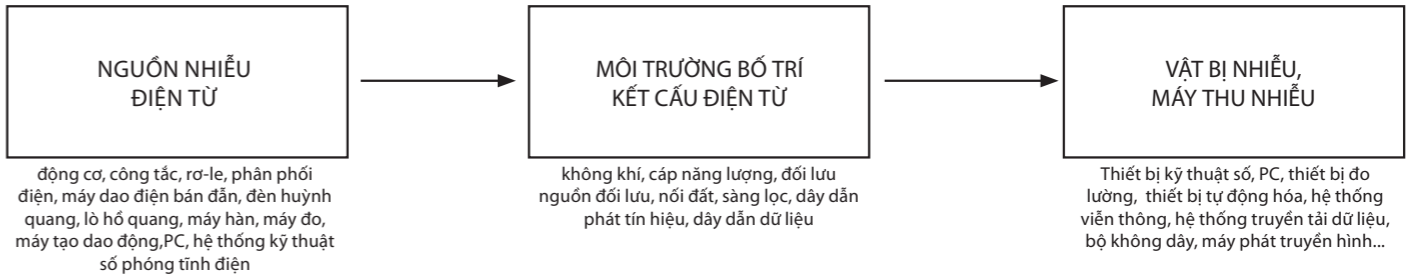 NGUỒN NHIỄU
ĐIỆN TỪ
động cơ, công tắc, rơ-le, phân phối
điện, máy dao điện bán đẫn, đèn huỳnh
quang, lò hồ quang, máy hàn, máy đo,
máy tạo dao động,PC, hệ thống kỹ thuật
số phóng tĩnh điện
MÔI TRƯỜNG BỐ TRÍ
KẾT CẤU ĐIỆN TỪ
không khí, cáp năng lượng, đối lưu
nguồn đối lưu, nối đất, sàng lọc, dây dẫn
phát tín hiệu, dây dẫn dữ liệu
VẬT BỊ NHIỄU,
MÁY THU NHIỄU
Thiết bị kỹ thuật số, PC, thiết bị đo
lường, thiết bị tự động hóa, hệ thống
viễn thông, hệ thống truyền tải dữ liệu,
bộ không dây, máy phát truyền hình...